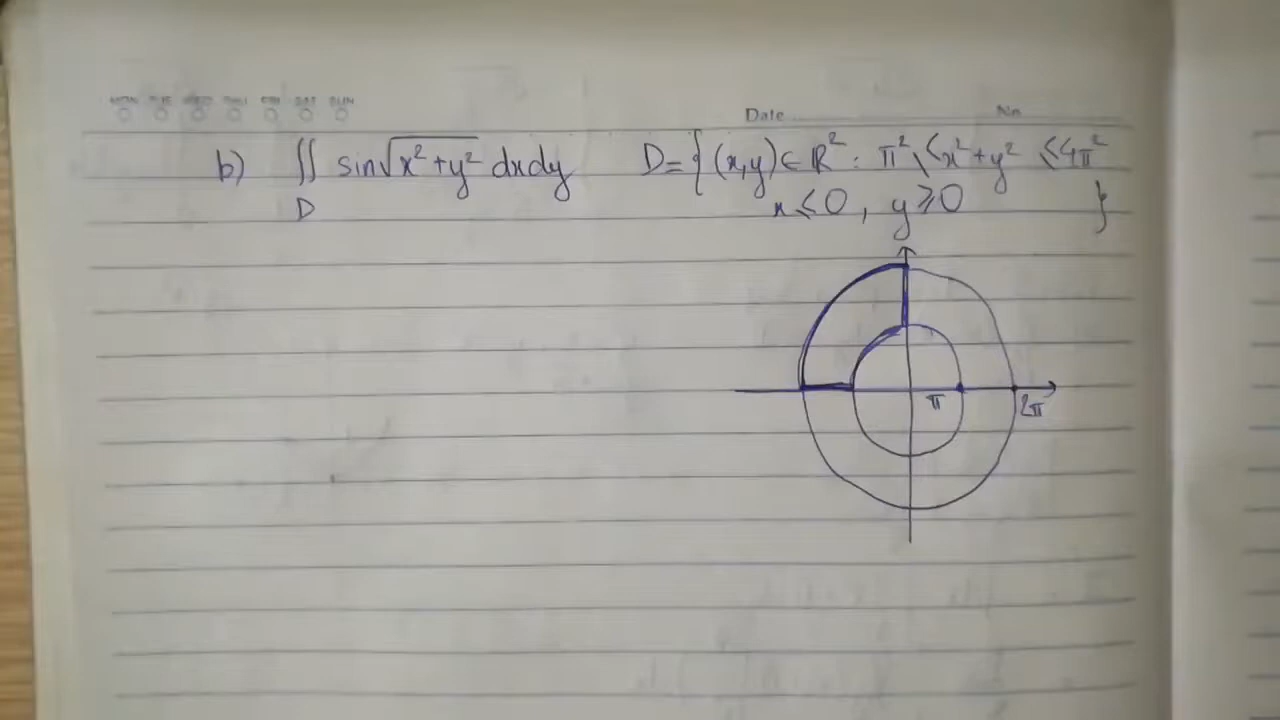 MON TUE WED THU FRI SAT SUN
Date No
b) ∬ sin√x²+y² dxdy D={(x,y)∈ℝ²: π²≤x²+y² ≤4π²
D x≤0, y≥0 }
π 2π